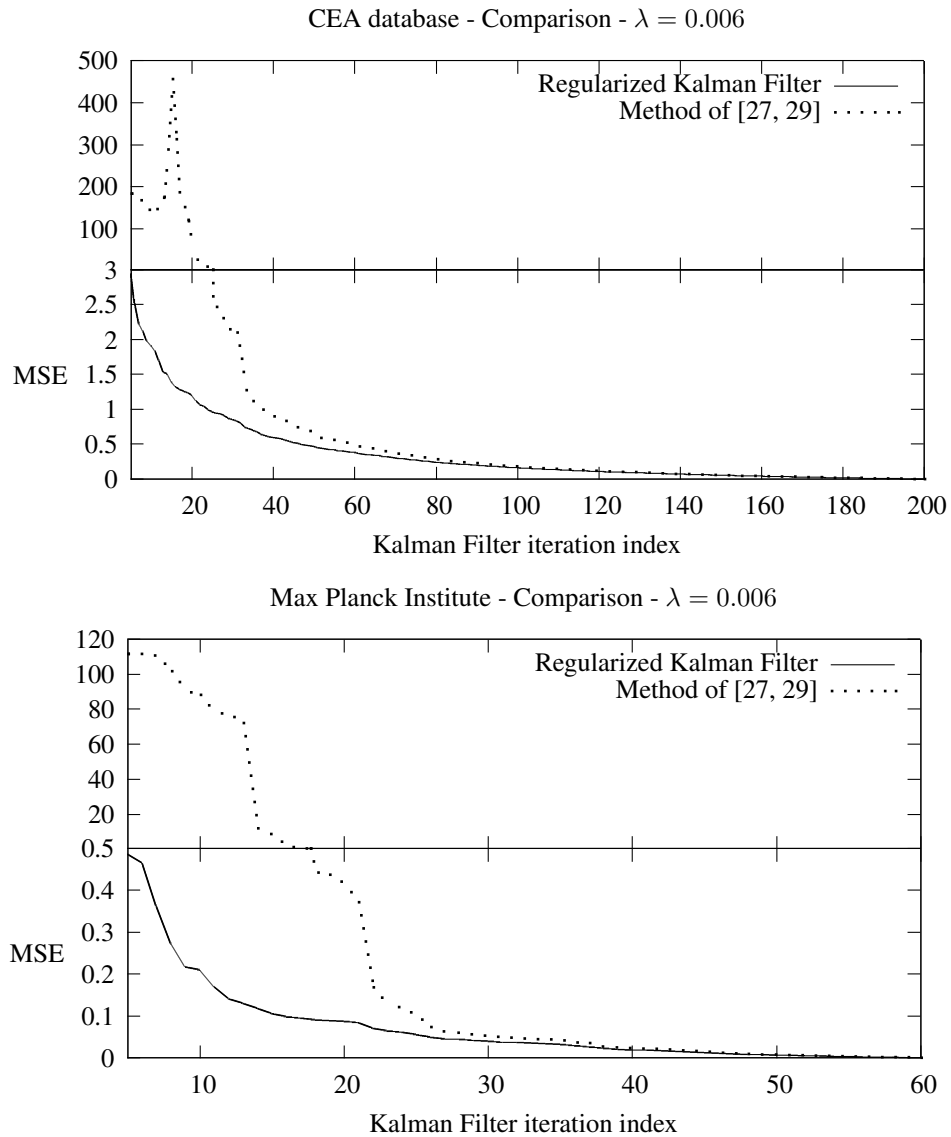 CEA database - Comparison - λ = 0.006
500
400
300
200
100
3
2.5
2
1.5
1
0.5
0
MSE
Regularized Kalman Filter
Method of [27, 29]
20 40 60 80 100 120 140 160 180 200
Kalman Filter iteration index
Max Planck Institute - Comparison - λ = 0.006
120
100
80
60
40
20
0.5
0.4
0.3
0.2
0.1
0
MSE
Regularized Kalman Filter
Method of [27, 29]
10 20 30 40 50 60
Kalman Filter iteration index